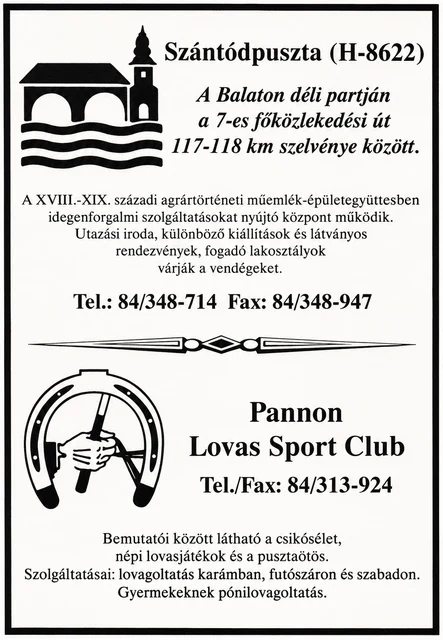 Szántódpuszta (H-8622)
A Balaton déli partján
a 7-es főközlekedési út
117-118 km szelvénye között.
A XVIII.-XIX. századi agrártörténeti műemlék-épületegyüttesben
idegenforgalmi szolgáltatásokat nyújtó központ működik.
Utazási iroda, különböző kiállítások és látványos
rendezvények, fogadó lakosztályok
várják a vendégeket.
Tel.: 84/348-714 Fax: 84/348-947
Pannon
Lovas Sport Club
Tel./Fax: 84/313-924
Bemutatói között látható a csikósélet,
népi lovasjátékok és a pusztaötös.
Szolgáltatásai: lovagoltatás karámban, futószáron és szabadon.
Gyermekeknek pónilovagoltatás.